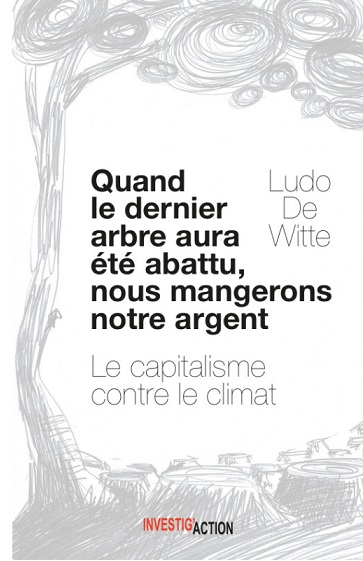 Quand
le dernier
arbre aura
été abattu,
nous mangerons
notre argent
Ludo
De
Witte
Le capitalisme
contre le climat
INVESTIG'ACTION